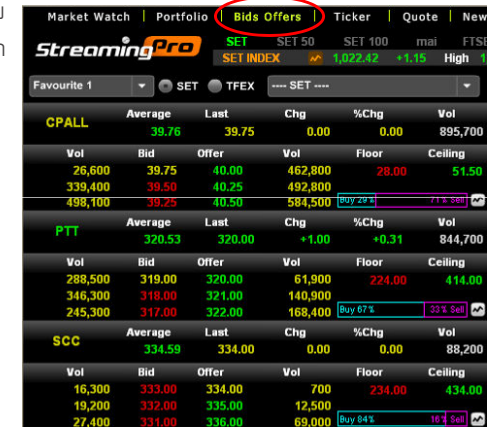 Market Watch | Portfolio | Bids Offers | Ticker | Quote | New
StreamingPro SET SET 50 SET 100 mai FTSE
SET INDEX 1,022.42 +1.15 High 1
Favourite 1 SET TFEX ---- SET ----
CPALL Average Last Chg %Chg Vol
39.76 39.75 0.00 0.00 895,700
Vol Bid Offer Vol Floor Ceiling
26,600 39.75 40.00 462,800 28.00 51.50
339,400 39.50 40.25 492,800
498,100 39.25 40.50 584,500 Buy 29% 71% Sell
PTT Average Last Chg %Chg Vol
320.53 320.00 +1.00 +0.31 844,700
Vol Bid Offer Vol Floor Ceiling
288,500 319.00 320.00 61,900 224.00 414.00
346,300 318.00 321.00 140,900
245,300 317.00 322.00 168,400 Buy 67% 33% Sell
SCC Average Last Chg %Chg Vol
334.59 334.00 0.00 0.00 88,200
Vol Bid Offer Vol Floor Ceiling
16,300 333.00 334.00 700 234.00 434.00
19,200 332.00 335.00 12,500
27,400 331.00 336.00 69,000 Buy 84% 16% Sell